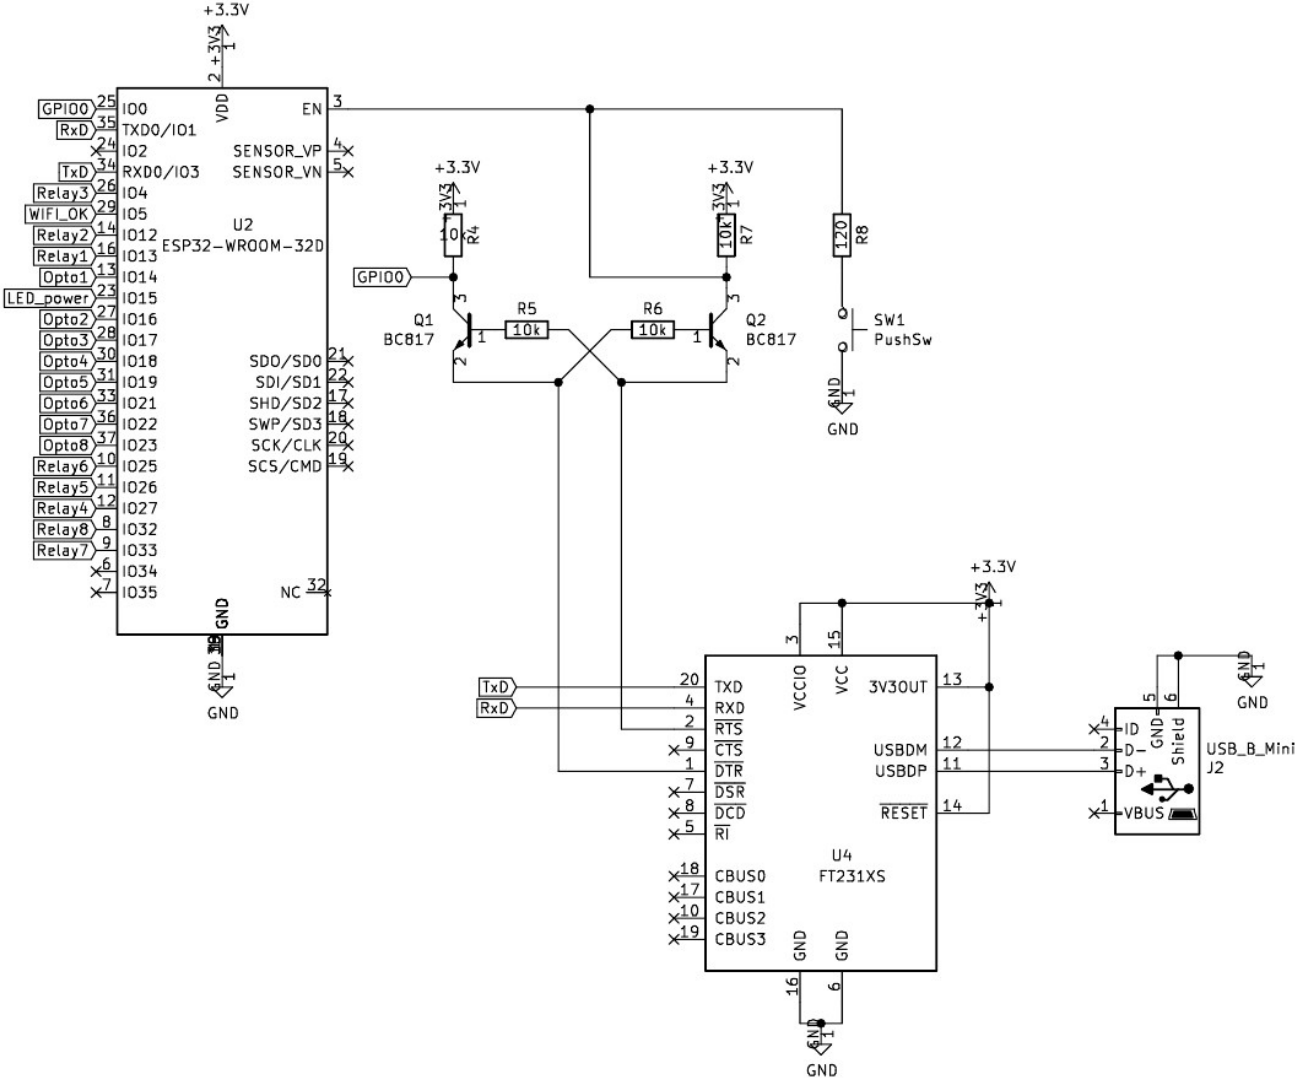 +3.3V
+3V3
1
2
VDD
GPIO0 25 IO0
EN 3
RxD 35 TXD0/IO1
24 IO2
SENSOR_VP 4
TxD 34 RXD0/IO3
SENSOR_VN 5
Relay3 26 IO4
WIFI_OK 29 IO5
U2
Relay2 14 IO12
ESP32-WROOM-32D
Relay1 16 IO13
Opto1 13 IO14
LED_power 23 IO15
Opto2 27 IO16
Opto3 28 IO17
Opto4 30 IO18
SDO/SD0 21
Opto5 31 IO19
SDI/SD1 22
Opto6 33 IO21
SHD/SD2 17
Opto7 36 IO22
SWP/SD3 18
Opto8 37 IO23
SCK/CLK 20
Relay6 10 IO25
SCS/CMD 19
Relay5 11 IO26
Relay4 12 IO27
Relay8 8 IO32
Relay7 9 IO33
6 IO34
7 IO35
NC 32
GND
GND 1
GND
+3.3V
+3V3 1
10k R4
GPIO0
3
Q1
BC817
1
2
R5
10k
+3.3V
+3V3 1
10k R7
R6
10k
3
Q2
BC817
1
2
120 R8
SW1
PushSw
GND 1
GND
+3.3V
+3V3 1
3 15
VCCIO VCC
TxD 20 TXD
3V3OUT 13
RxD 4 RXD
2 RTS
9 CTS
USBDM 12
1 DTR
USBDP 11
7 DSR
8 DCD
RESET 14
5 RI
U4
FT231XS
18 CBUS0
17 CBUS1
10 CBUS2
19 CBUS3
GND GND
16 6
GND 1
GND
GND 1
GND
5 6
GND Shield
4 ID
2 D-
3 D+
1 VBUS
USB_B_Mini
J2